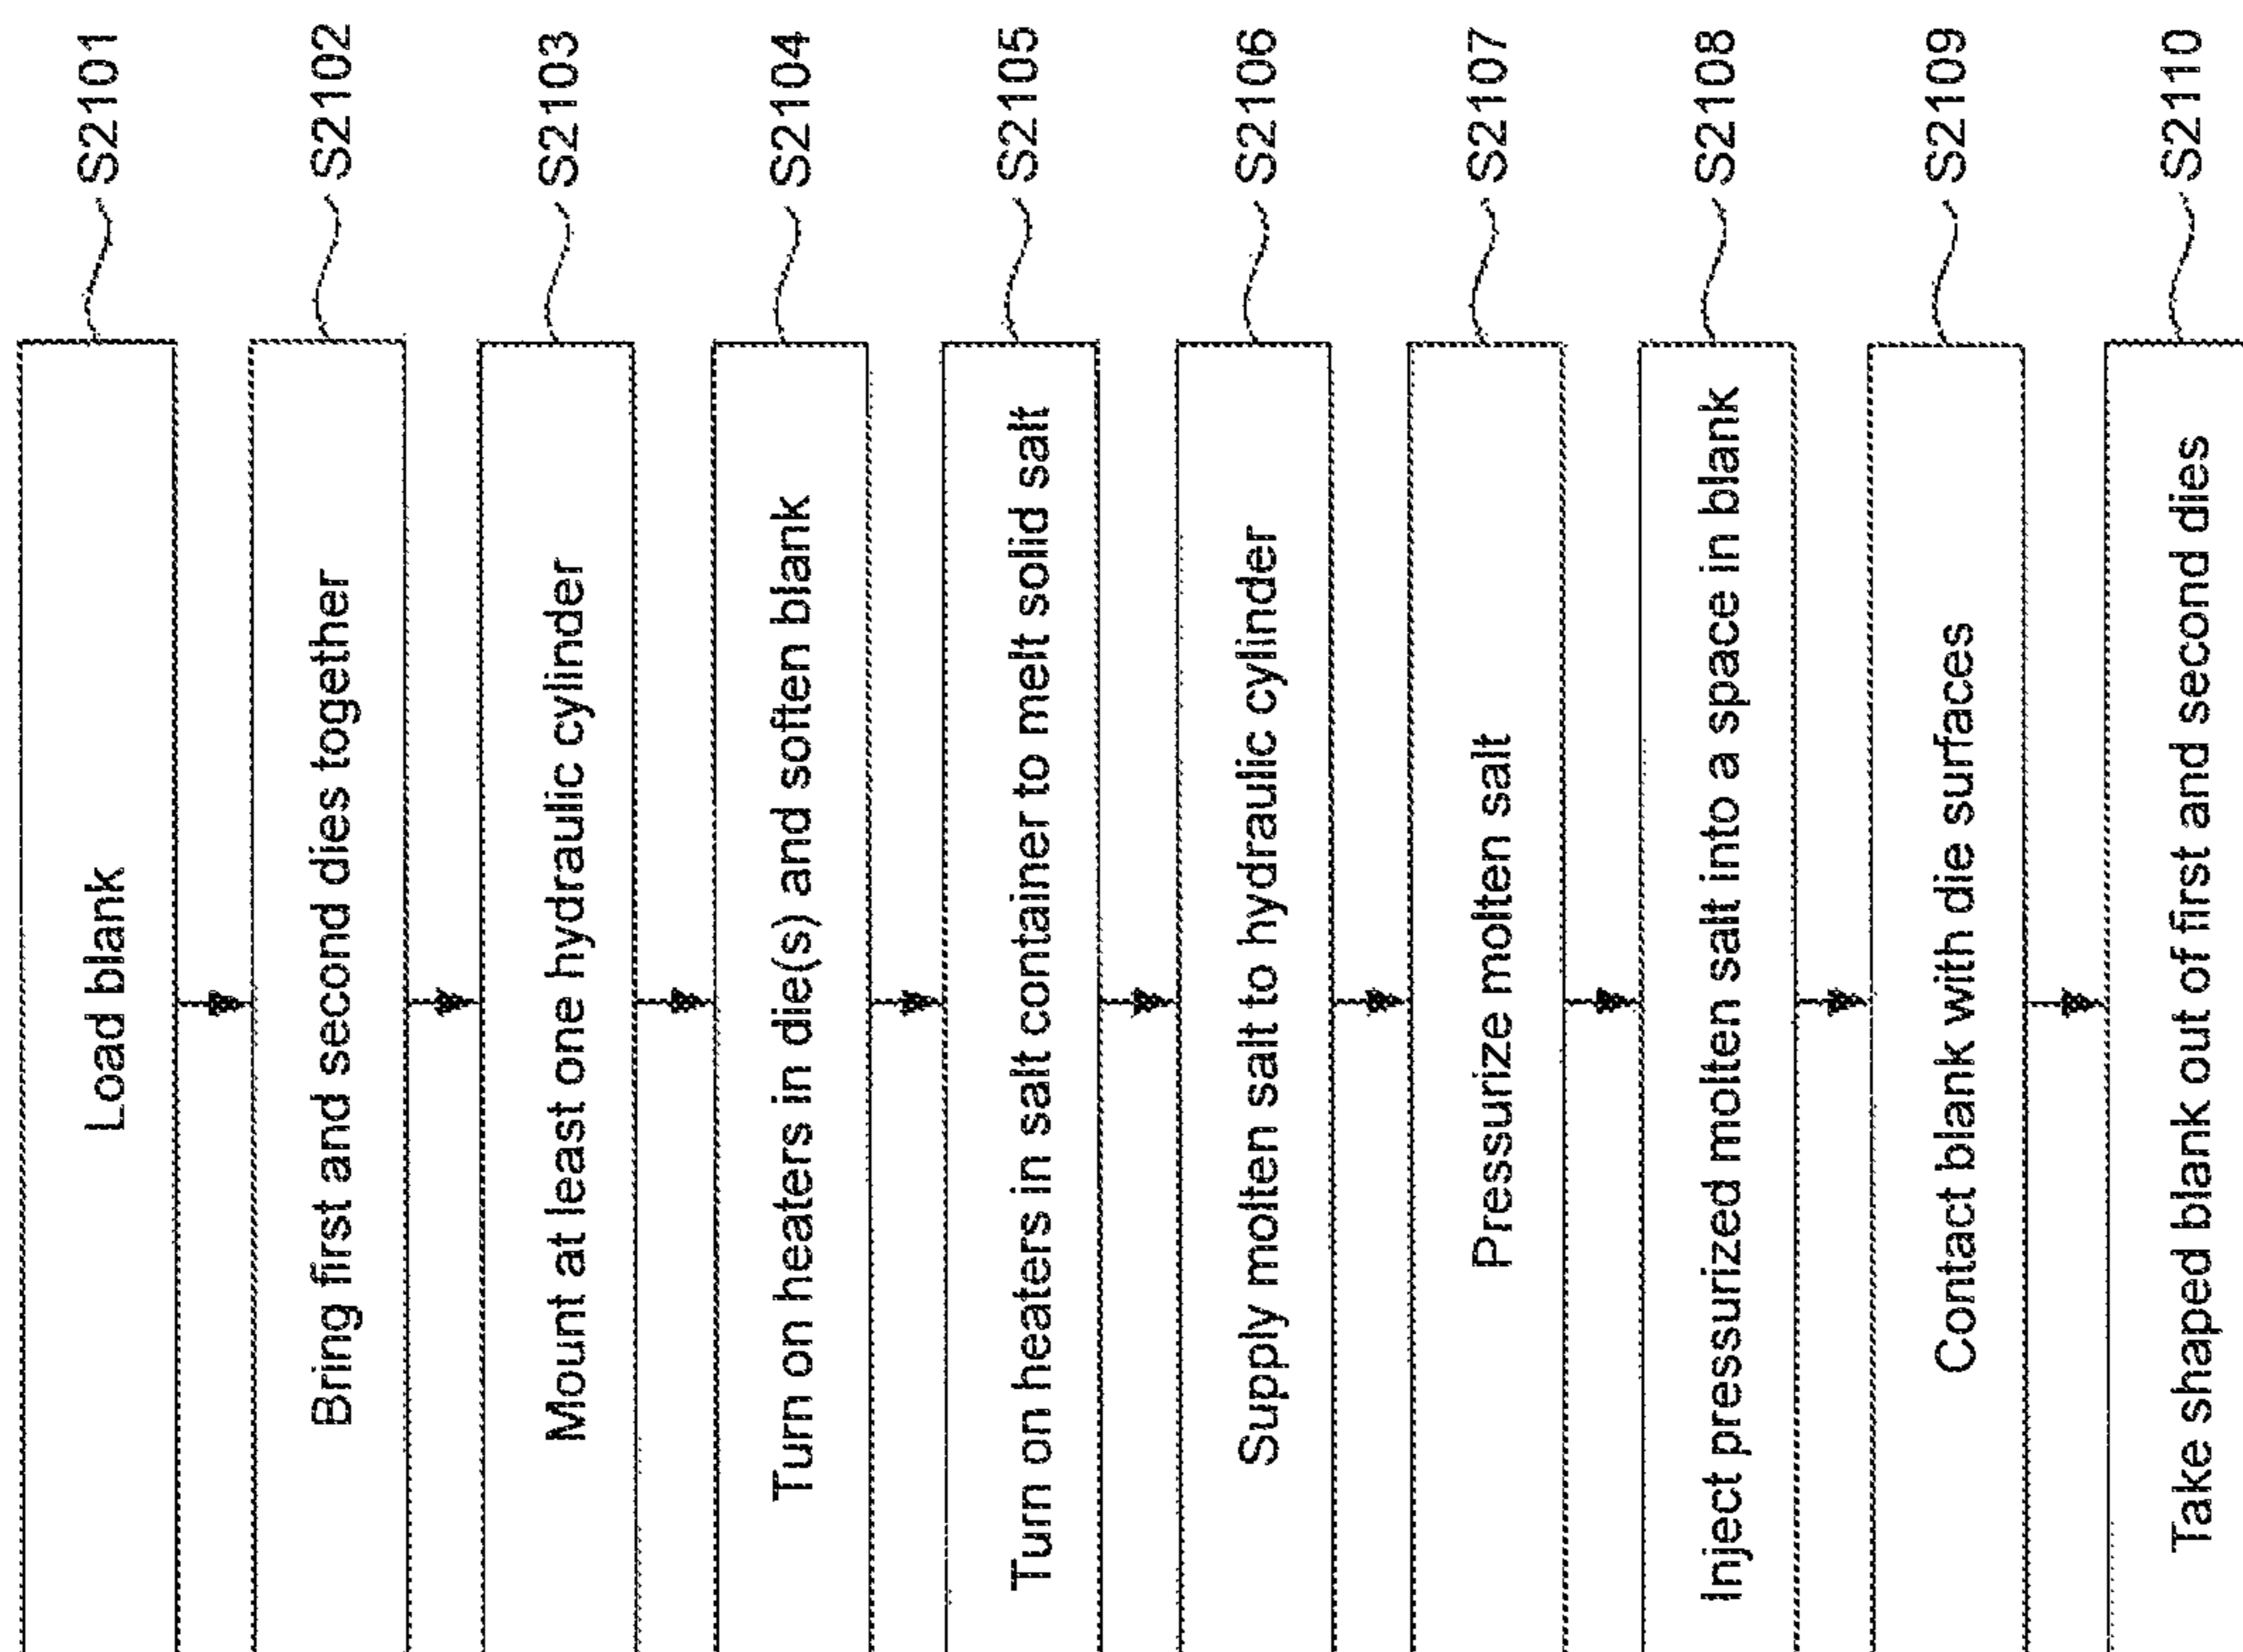 Load blank
S2101
Bring first and second dies together
S2102
Mount at least one hydraulic cylinder
S2103
Turn on heaters in die(s) and soften blank
S2104
Turn on heaters in salt container to melt solid salt
S2105
Supply molten salt to hydraulic cylinder
S2106
Pressurize molten salt
S2107
Inject pressurized molten salt into a space in blank
S2108
Contact blank with die surfaces
S2109
Take shaped blank out of first and second dies
S2110